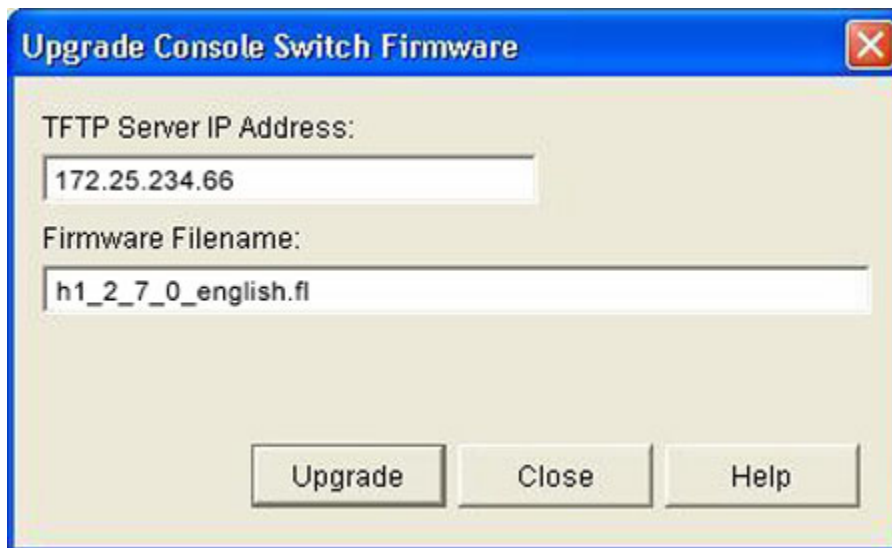 Upgrade Console Switch Firmware
TFTP Server IP Address:
172.25.234.66
Firmware Filename:
h1_2_7_0_english.fl
Upgrade Close Help